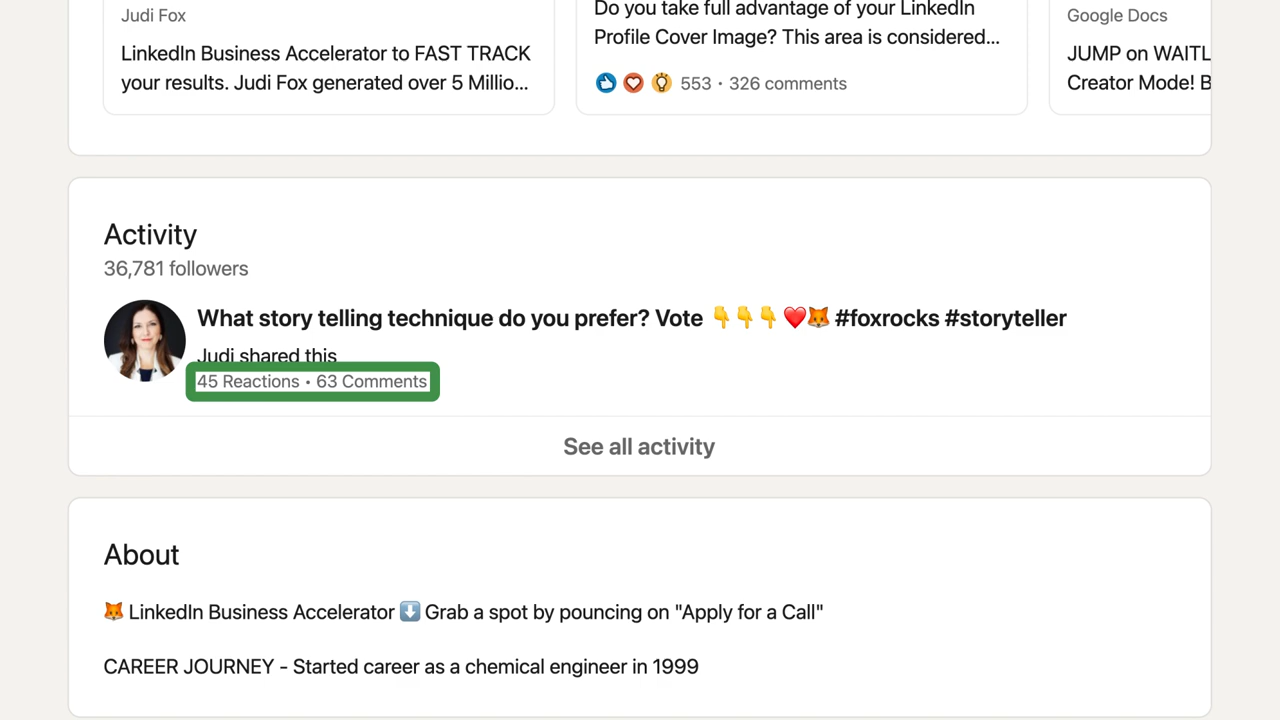 Judi Fox
LinkedIn Business Accelerator to FAST TRACK
your results. Judi Fox generated over 5 Millio...
Do you take full advantage of your LinkedIn
Profile Cover Image? This area is considered...
553 · 326 comments
Google Docs
JUMP on WAITL
Creator Mode! B
Activity
36,781 followers
What story telling technique do you prefer? Vote 👇👇👇❤️🦊 #foxrocks #storyteller
Judi shared this
45 Reactions • 63 Comments
See all activity
About
🦊 LinkedIn Business Accelerator ⬇️ Grab a spot by pouncing on "Apply for a Call"
CAREER JOURNEY - Started career as a chemical engineer in 1999